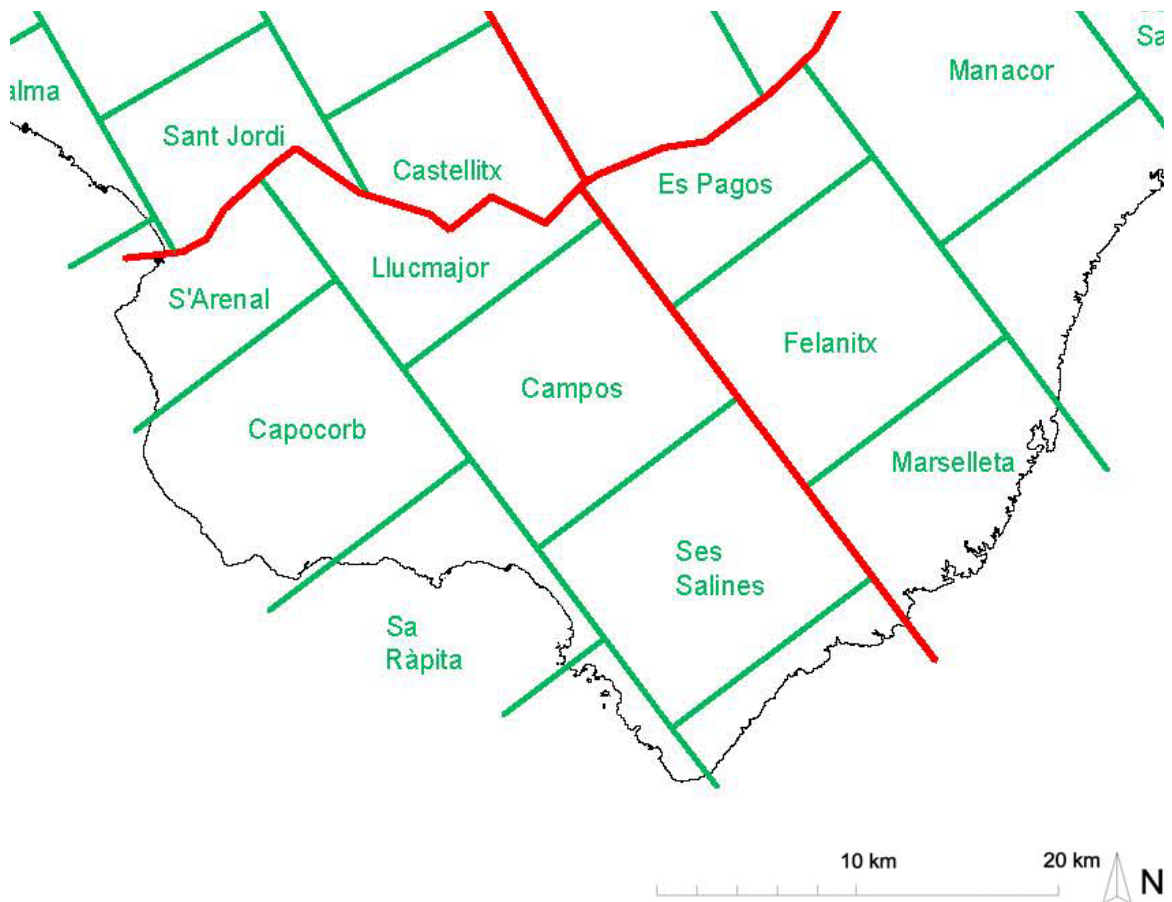 Manacor
Sant Jordi
Castellitx
Es Pagos
Llucmajor
S'Arenal
Felanitx
Campos
Capocorb
Marselleta
Ses
Salines
Sa
Ràpita
10 km
20 km
N